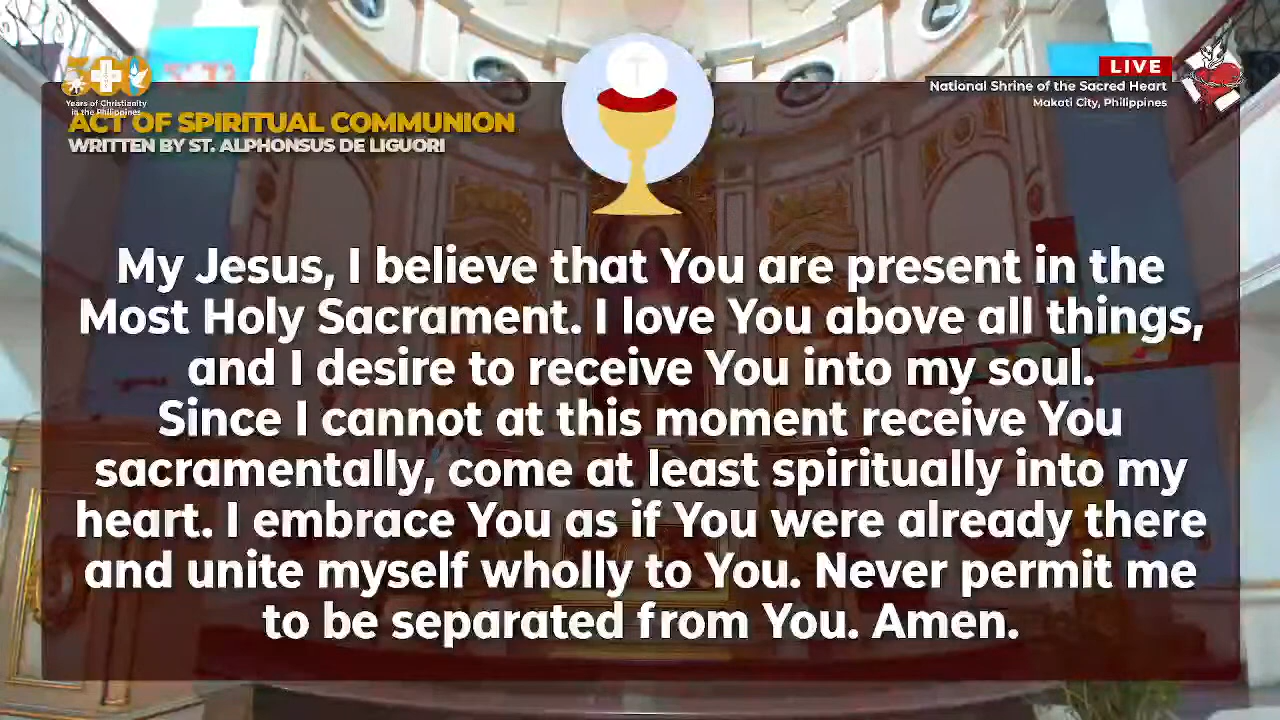 500
Years of Christianity
in the Philippines
ACT OF SPIRITUAL COMMUNION
WRITTEN BY ST. ALPHONSUS DE LIGUORI
LIVE
National Shrine of the Sacred Heart
Makati City, Philippines
My Jesus, I believe that You are present in the
Most Holy Sacrament. I love You above all things,
and I desire to receive You into my soul.
Since I cannot at this moment receive You
sacramentally, come at least spiritually into my
heart. I embrace You as if You were already there
and unite myself wholly to You. Never permit me
to be separated from You. Amen.